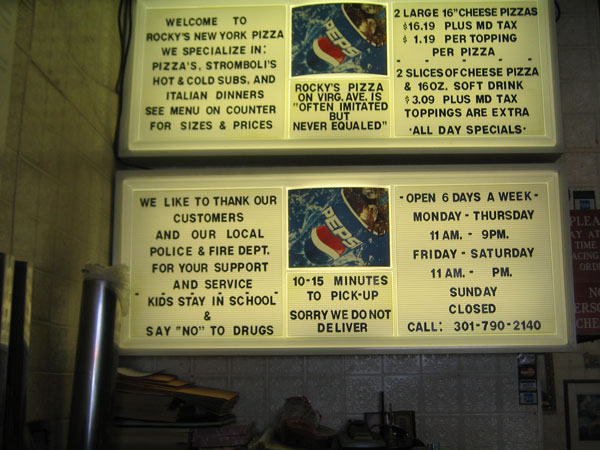 WELCOME TO
ROCKY'S NEW YORK PIZZA
WE SPECIALIZE IN:
PIZZA'S, STROMBOLI'S
HOT & COLD SUBS, AND
ITALIAN DINNERS
SEE MENU ON COUNTER
FOR SIZES & PRICES
PEPSI
ROCKY'S PIZZA
ON VIRG. AVE. IS
"OFTEN IMITATED
BUT
NEVER EQUALED"
2 LARGE 16" CHEESE PIZZAS
$16.19 PLUS MD TAX
$ 1.19 PER TOPPING
PER PIZZA
2 SLICES OF CHEESE PIZZA
& 16OZ. SOFT DRINK
$3.09 PLUS MD TAX
TOPPINGS ARE EXTRA
·ALL DAY SPECIALS·
WE LIKE TO THANK OUR
CUSTOMERS
AND OUR LOCAL
POLICE & FIRE DEPT.
FOR YOUR SUPPORT
AND SERVICE
KIDS STAY IN SCHOOL
&
SAY "NO" TO DRUGS
PEPSI
10-15 MINUTES
TO PICK-UP
SORRY WE DO NOT
DELIVER
- OPEN 6 DAYS A WEEK -
MONDAY - THURSDAY
11 AM. - 9PM.
FRIDAY - SATURDAY
11 AM. - PM.
SUNDAY
CLOSED
CALL: 301-790-2140